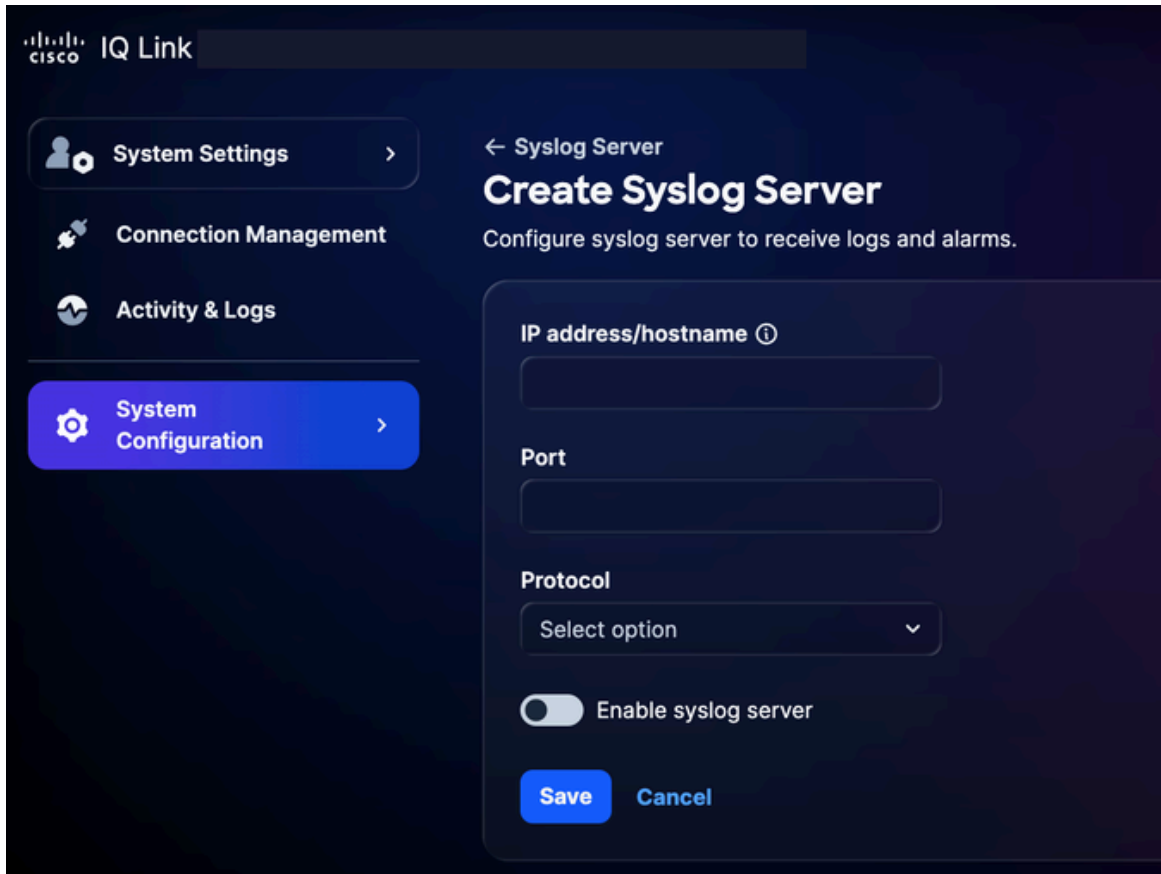 cisco IQ Link
System Settings
Connection Management
Activity & Logs
System
Configuration
← Syslog Server
Create Syslog Server
Configure syslog server to receive logs and alarms.
IP address/hostname
Port
Protocol
Select option
Enable syslog server
Save Cancel